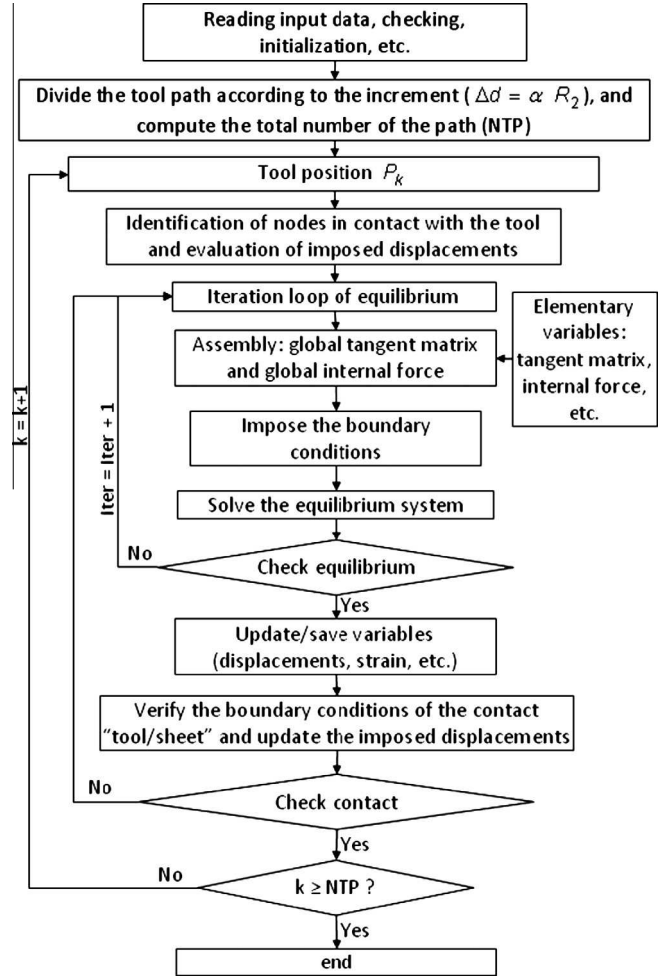 Reading input data, checking,
initialization, etc.
Divide the tool path according to the increment ( Δd = α R₂ ), and
compute the total number of the path (NTP)
Tool position Pₖ
Identification of nodes in contact with the tool
and evaluation of imposed displacements
Iteration loop of equilibrium
Elementary
variables:
tangent matrix,
internal force,
etc.
Assembly: global tangent matrix
and global internal force
k = k+1
Iter = Iter + 1
Impose the boundary
conditions
Solve the equilibrium system
No
Check equilibrium
Yes
Update/save variables
(displacements, strain, etc.)
Verify the boundary conditions of the contact
“tool/sheet” and update the imposed displacements
No
Check contact
Yes
No
k ≥ NTP ?
Yes
end